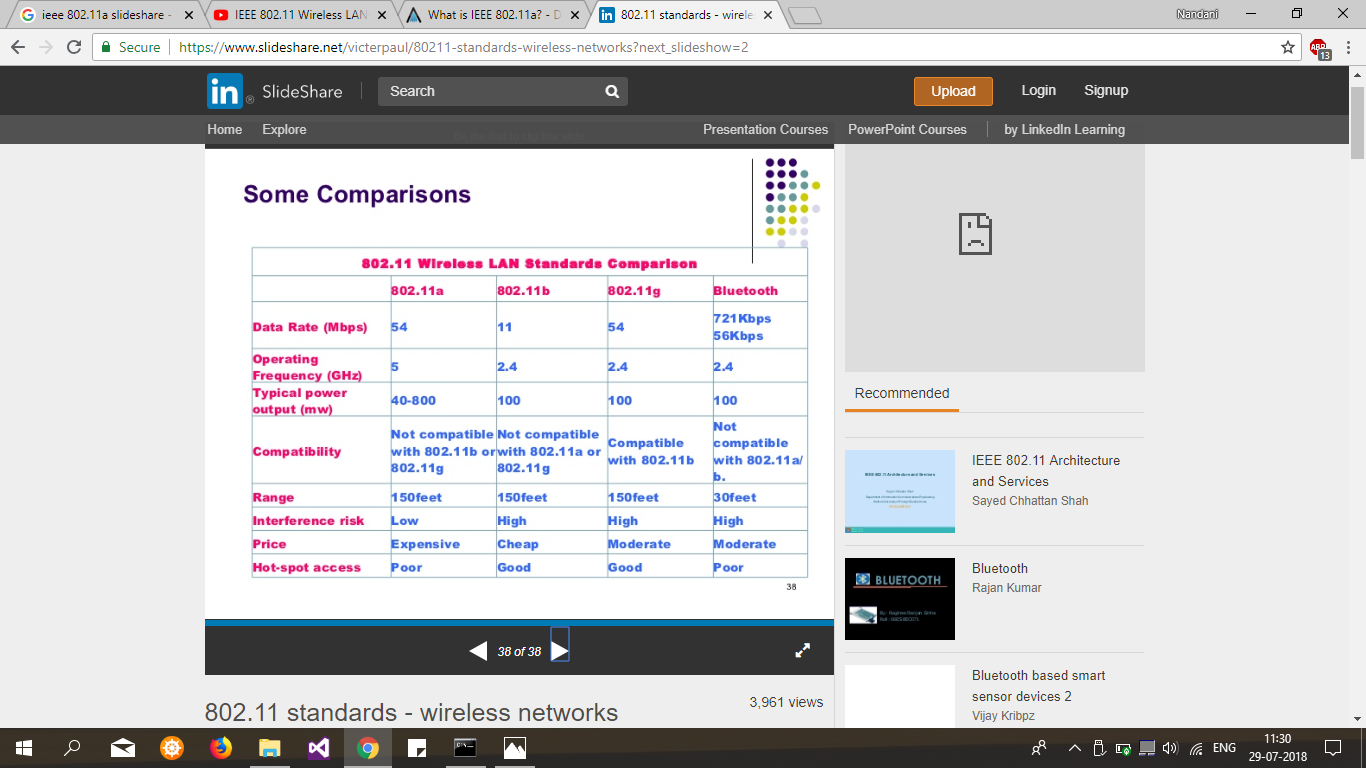 ieee 802.11a slideshare -
IEEE 802.11 Wireless LAN
What is IEEE 802.11a? - D
802.11 standards - wirele
Nandani
Secure
https://www.slideshare.net/victerpaul/80211-standards-wireless-networks?next_slideshow=2
ABP
13
in
SlideShare
Search
Upload
Login
Signup
Home
Explore
Presentation Courses
PowerPoint Courses
by LinkedIn Learning
Some Comparisons
802.11 Wireless LAN Standards Comparison
802.11a 802.11b 802.11g Bluetooth
Data Rate (Mbps) 54 11 54 721Kbps
56Kbps
Operating
Frequency (GHz) 5 2.4 2.4 2.4
Typical power
output (mw) 40-800 100 100 100
Compatibility
Not compatible
with 802.11b or
802.11g
Not compatible
with 802.11a or
802.11g
Compatible
with 802.11b
Not
compatible
with 802.11a/
b.
Range 150feet 150feet 150feet 30feet
Interference risk Low High High High
Price Expensive Cheap Moderate Moderate
Hot-spot access Poor Good Good Poor
38
38 of 38
802.11 standards - wireless networks
3,961 views
Recommended
IEEE 802.11 Architecture and Services
IEEE 802.11 Architecture
and Services
Sayed Chhattan Shah
BLUETOOTH
Bluetooth
Rajan Kumar
Bluetooth based smart
sensor devices 2
Vijay Kribpz
ENG
11:30
29-07-2018